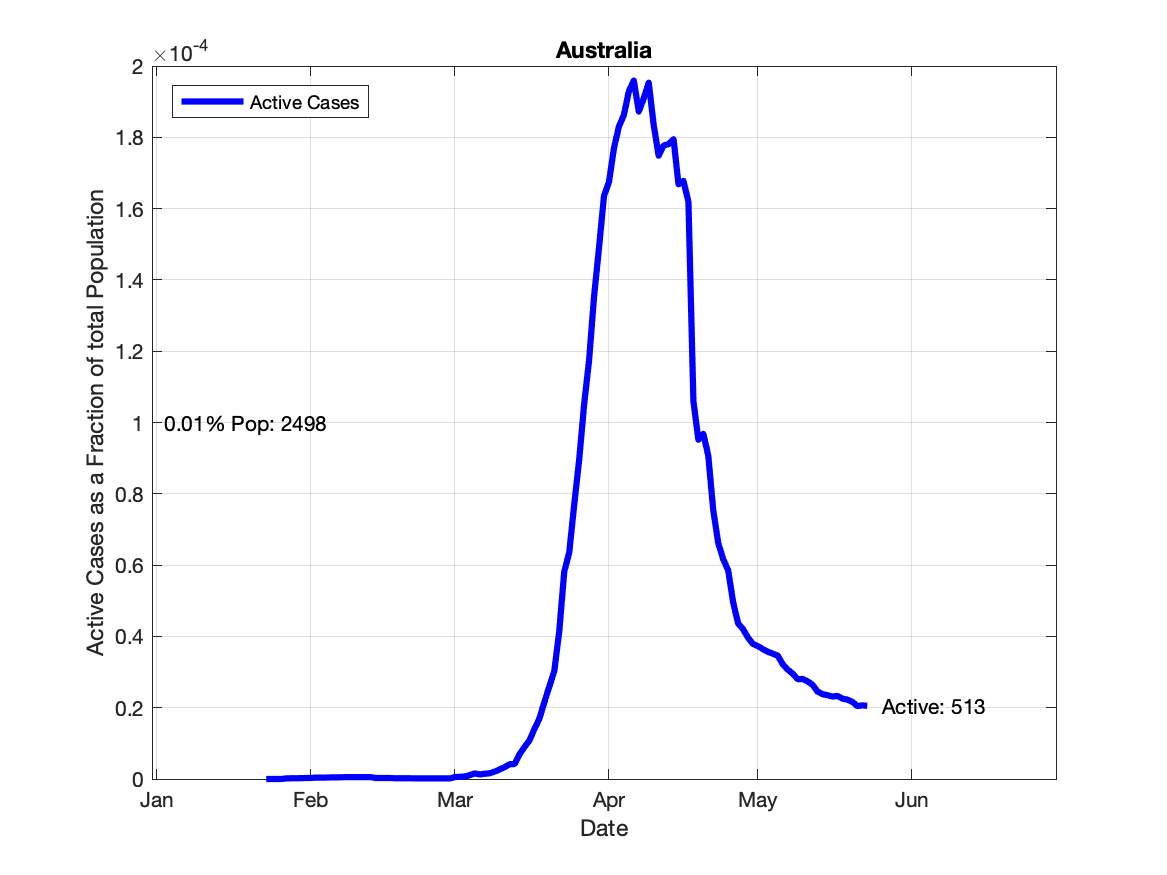 Australia
×10-4
Active Cases
2
1.8
1.6
1.4
1.2
1
0.8
0.6
0.4
0.2
0
0.01% Pop: 2498
Active: 513
Active Cases as a Fraction of total Population
Jan Feb Mar Apr May Jun
Date